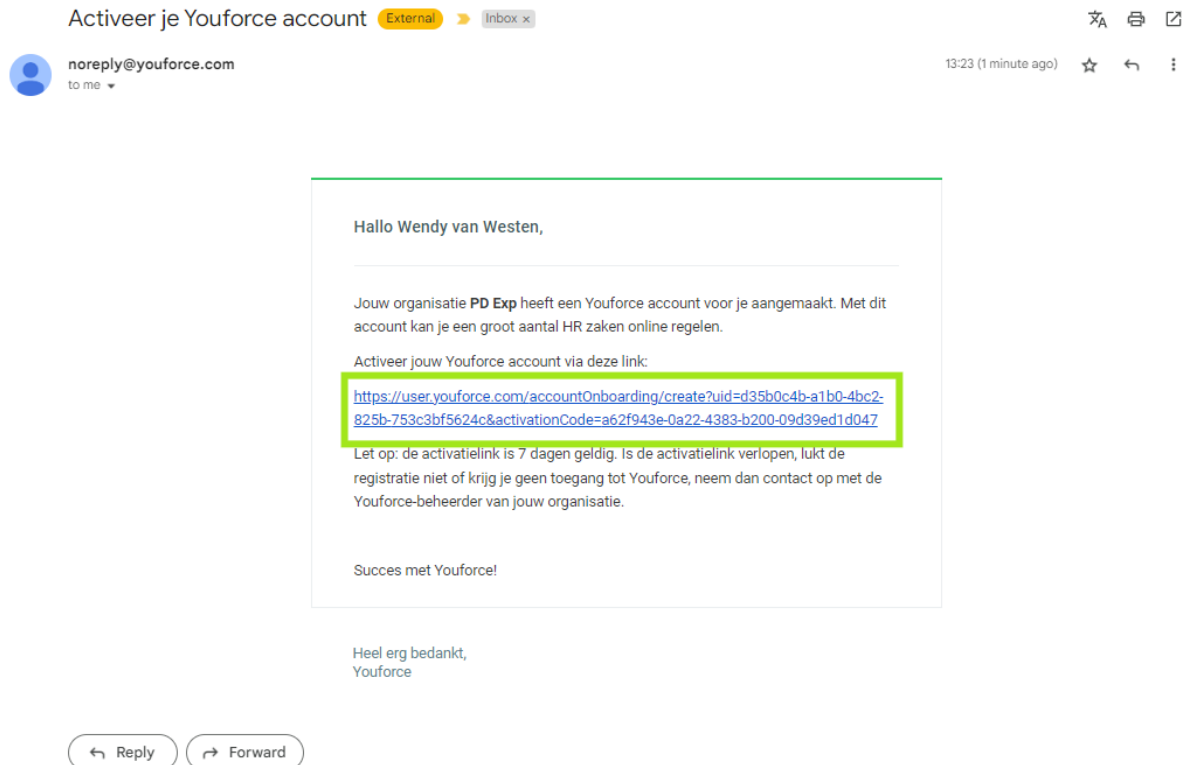 Activeer je Youforce account External Inbox ×
noreply@youforce.com 13:23 (1 minute ago)
to me
Hallo Wendy van Westen,
Jouw organisatie PD Exp heeft een Youforce account voor je aangemaakt. Met dit
account kan je een groot aantal HR zaken online regelen.
Activeer jouw Youforce account via deze link:
https://user.youforce.com/accountOnboarding/create?uid=d35b0c4b-a1b0-4bc2-
825b-753c3bf5624c&activationCode=a62f943e-0a22-4383-b200-09d39ed1d047
Let op: de activatielink is 7 dagen geldig. Is de activatielink verlopen, lukt de
registratie niet of krijg je geen toegang tot Youforce, neem dan contact op met de
Youforce-beheerder van jouw organisatie.
Succes met Youforce!
Heel erg bedankt,
Youforce
Reply Forward